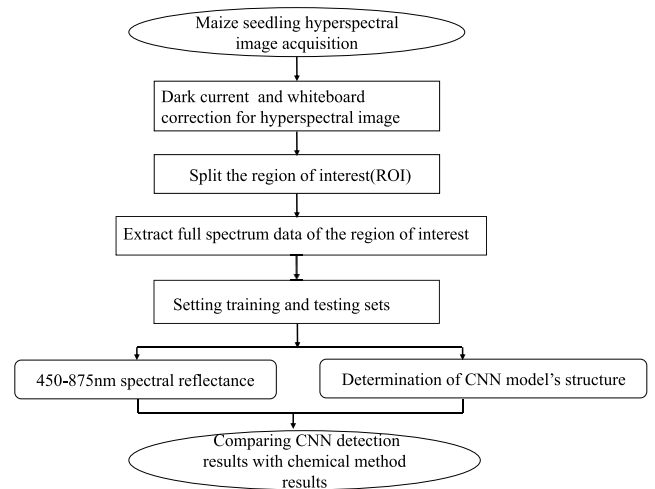 Maize seedling hyperspectral
image acquisition
Dark current and whiteboard
correction for hyperspectral image
Split the region of interest(ROI)
Extract full spectrum data of the region of interest
Setting training and testing sets
450-875nm spectral reflectance
Determination of CNN model’s structure
Comparing CNN detection
results with chemical method
results